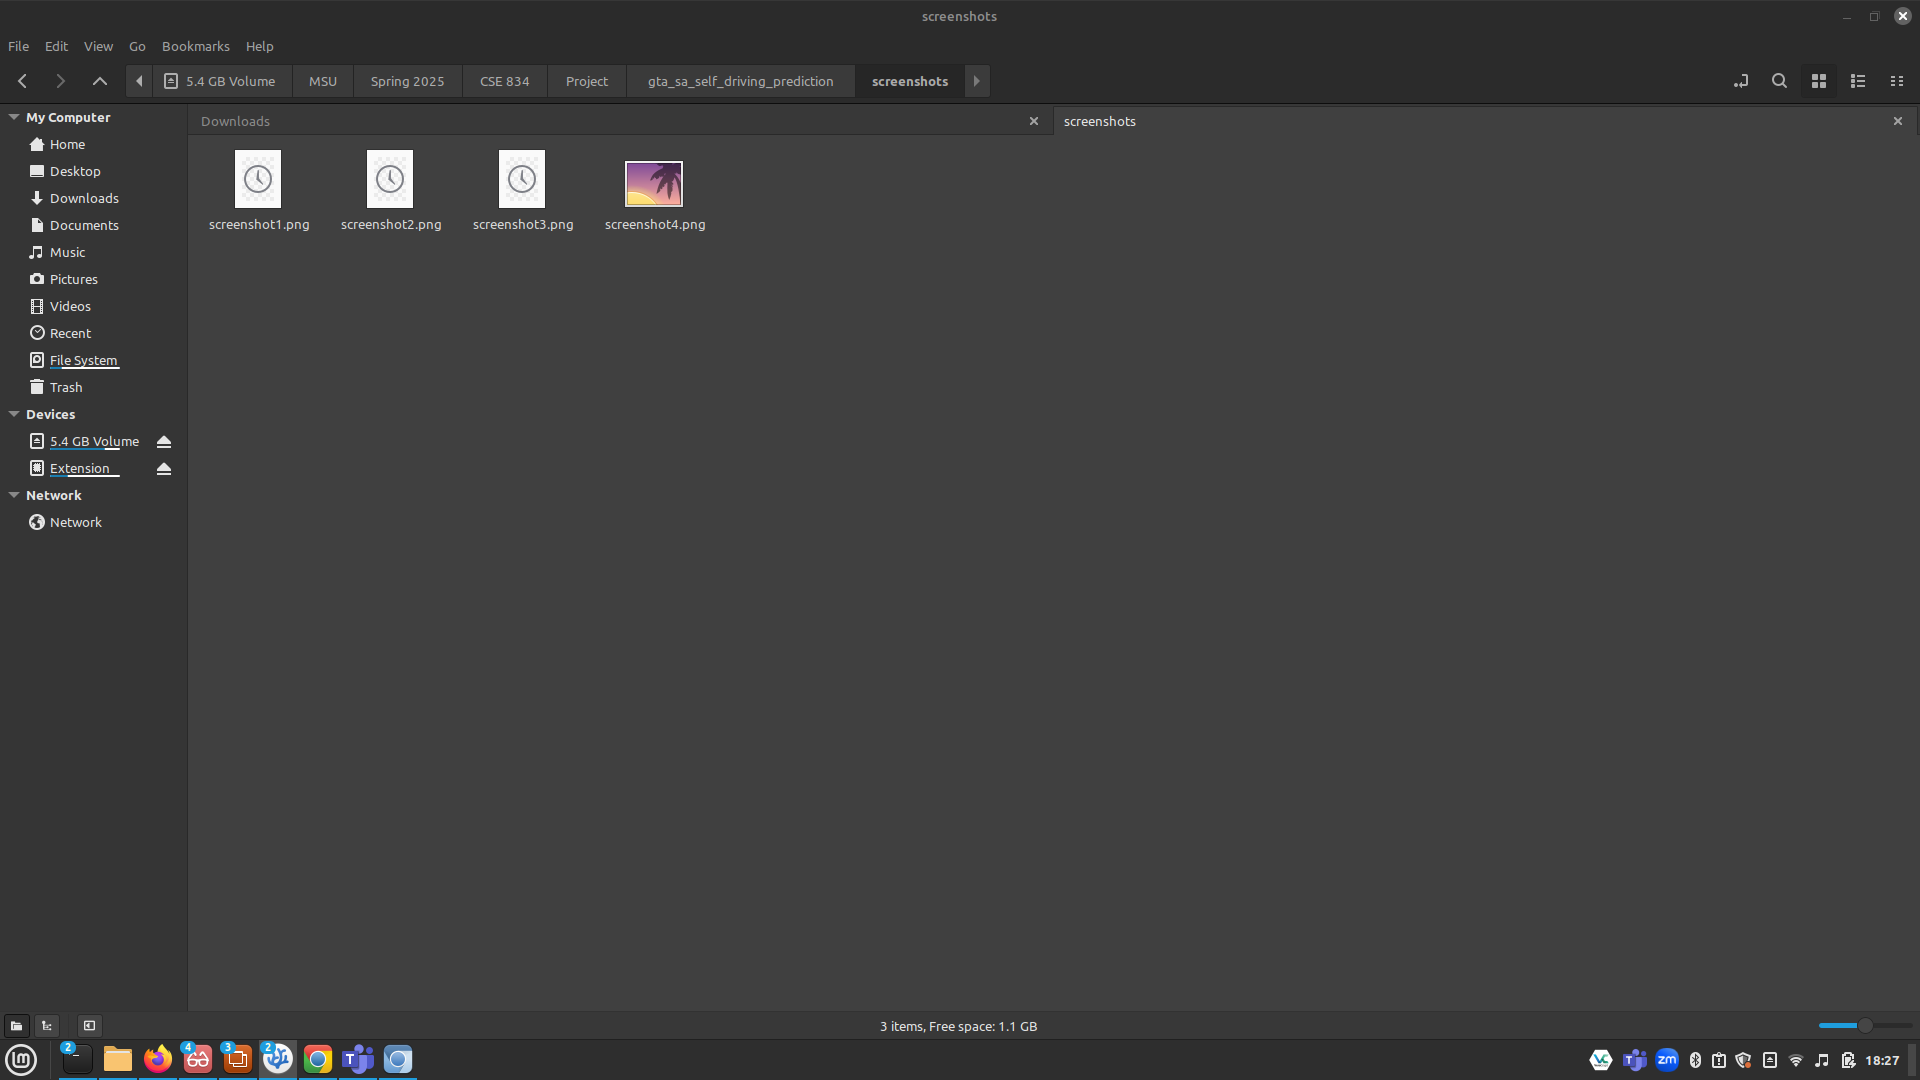 screenshots
File Edit View Go Bookmarks Help
5.4 GB Volume MSU Spring 2025 CSE 834 Project gta_sa_self_driving_prediction screenshots
My Computer
Home
Desktop
Downloads
Documents
Music
Pictures
Videos
Recent
File System
Trash
Devices
5.4 GB Volume
Extension
Network
Network
Downloads
screenshots
screenshot1.png screenshot2.png screenshot3.png screenshot4.png
3 items, Free space: 1.1 GB
2 4 3 2 T VC T zm 18:27